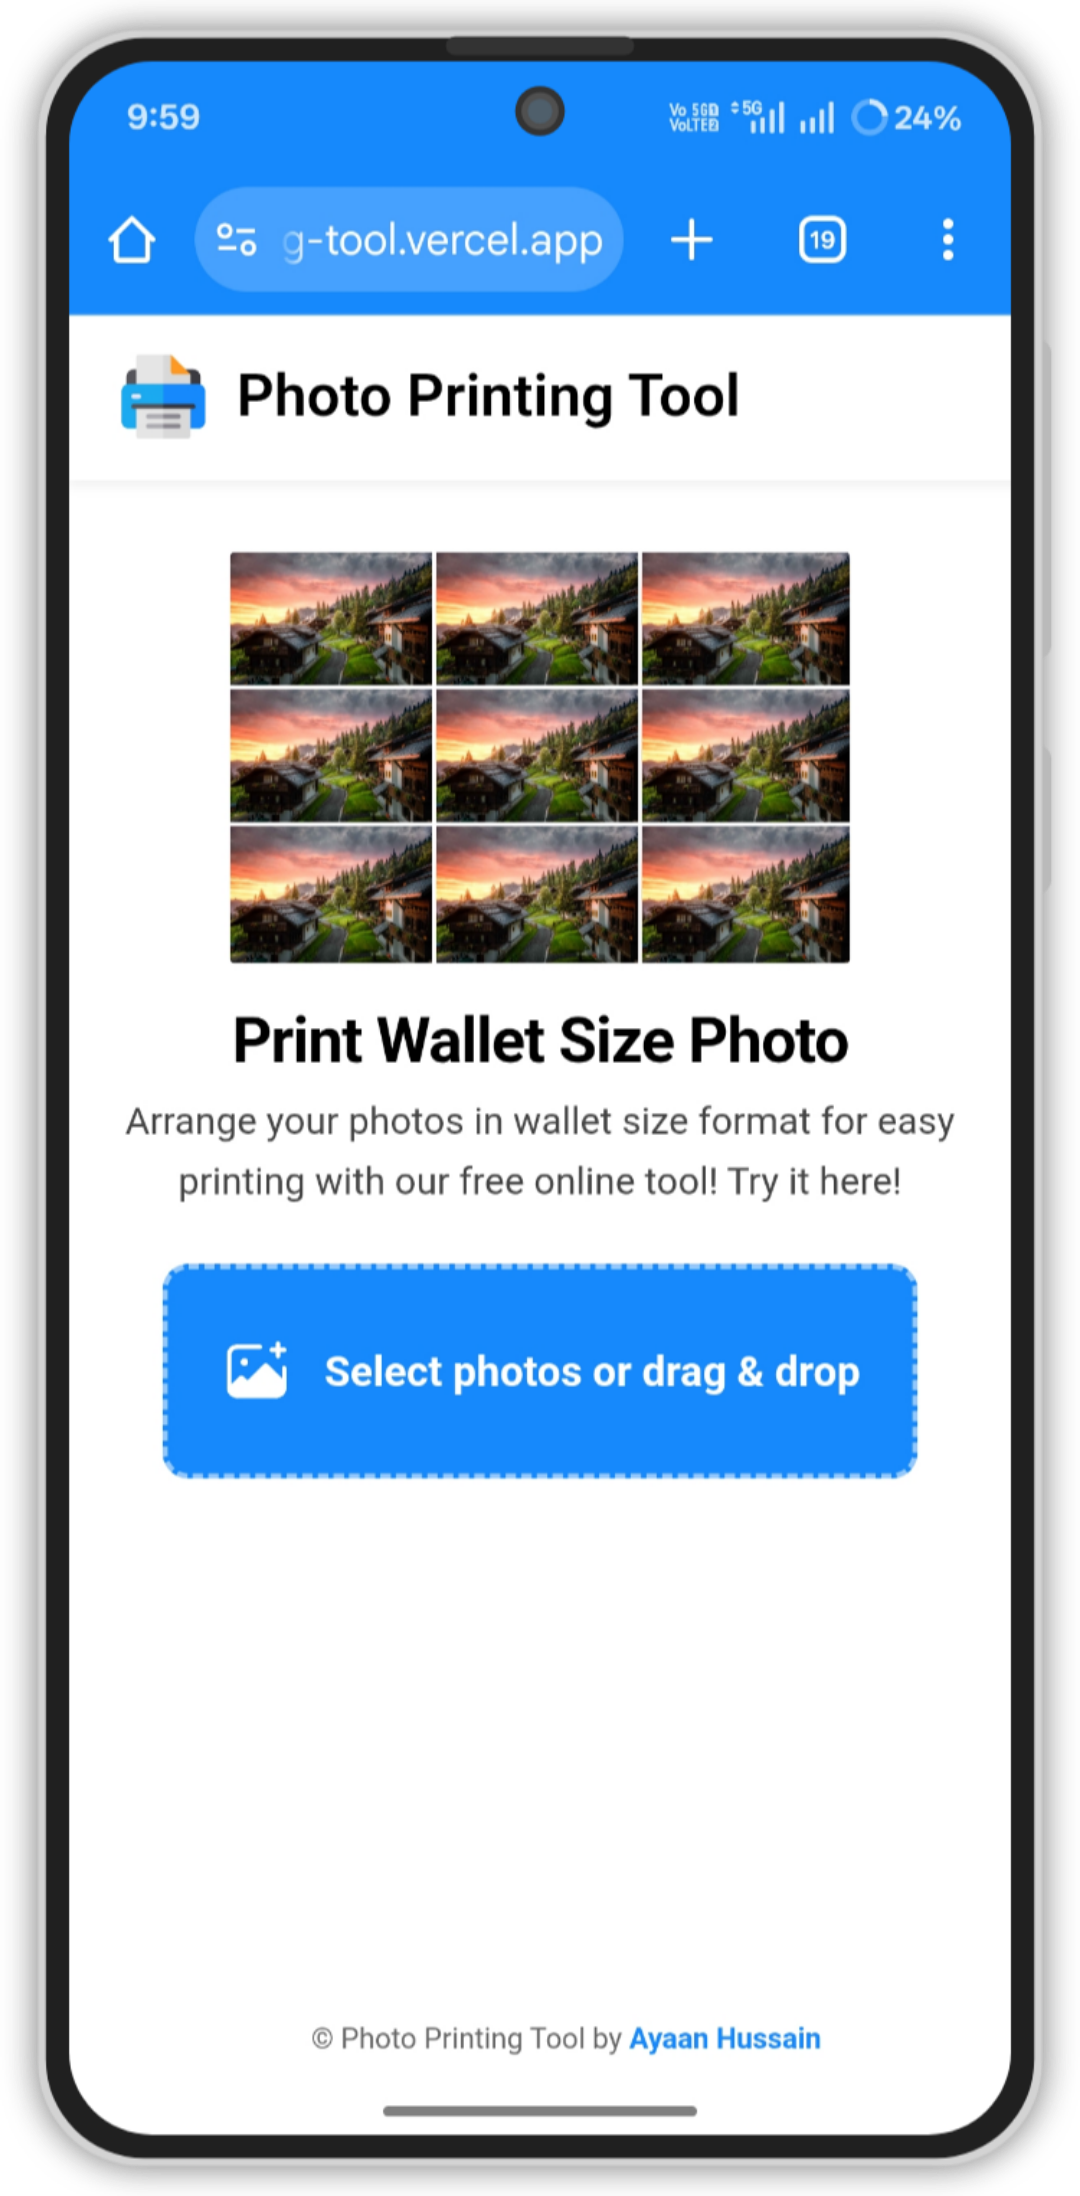 9:59
Vo 5G 1
VoLTE 2
5G
24%
g-tool.vercel.app
19
Photo Printing Tool
Print Wallet Size Photo
Arrange your photos in wallet size format for easy
printing with our free online tool! Try it here!
Select photos or drag & drop
© Photo Printing Tool by Ayaan Hussain